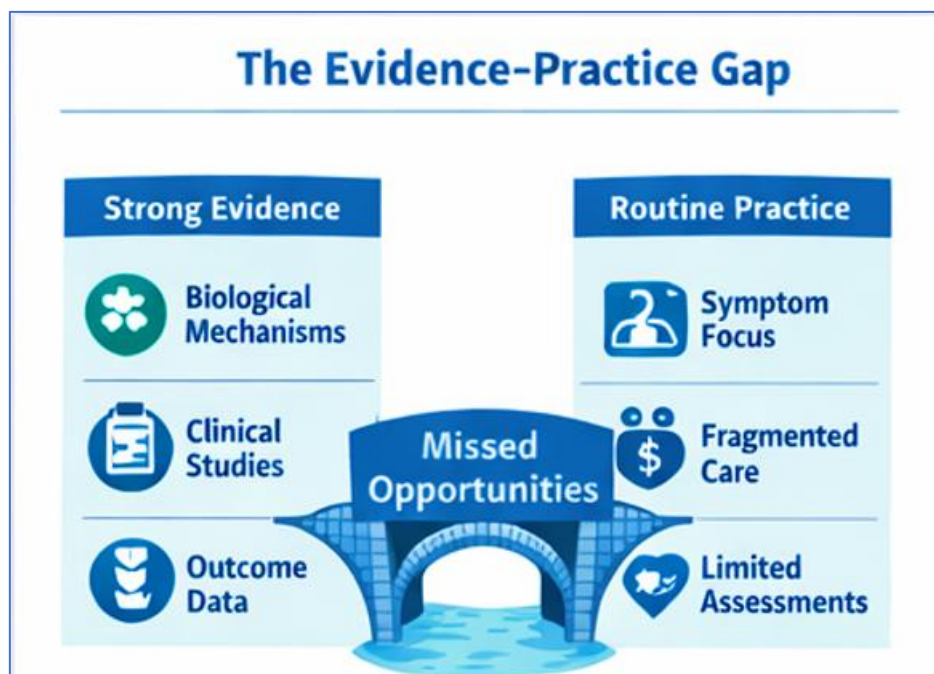 The Evidence-Practice Gap
Strong Evidence
Biological
Mechanisms
Clinical
Studies
Outcome
Data
Missed
Opportunities
Routine Practice
Symptom
Focus
$
Fragmented
Care
Limited
Assessments